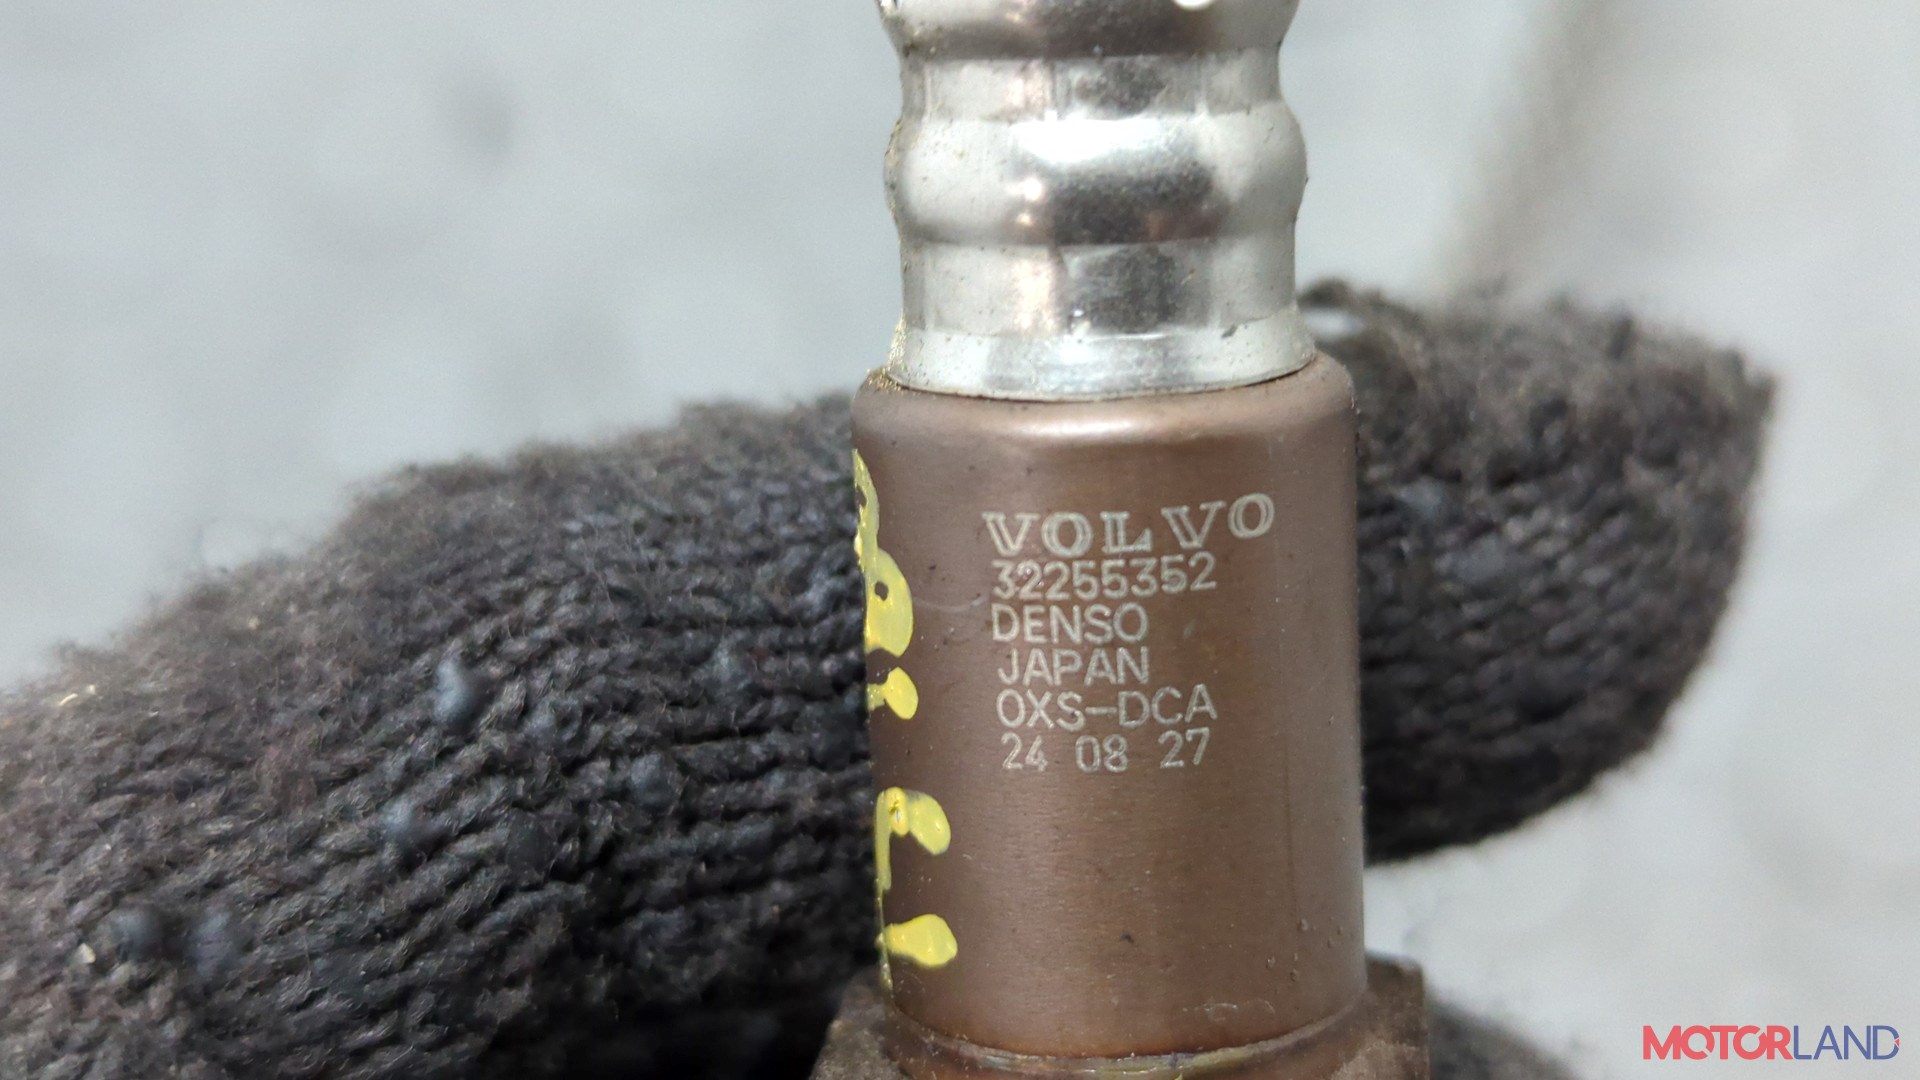 VOLVO
32255352
DENSO
JAPAN
OXS-DCA
24 08 27
MOTORLAND